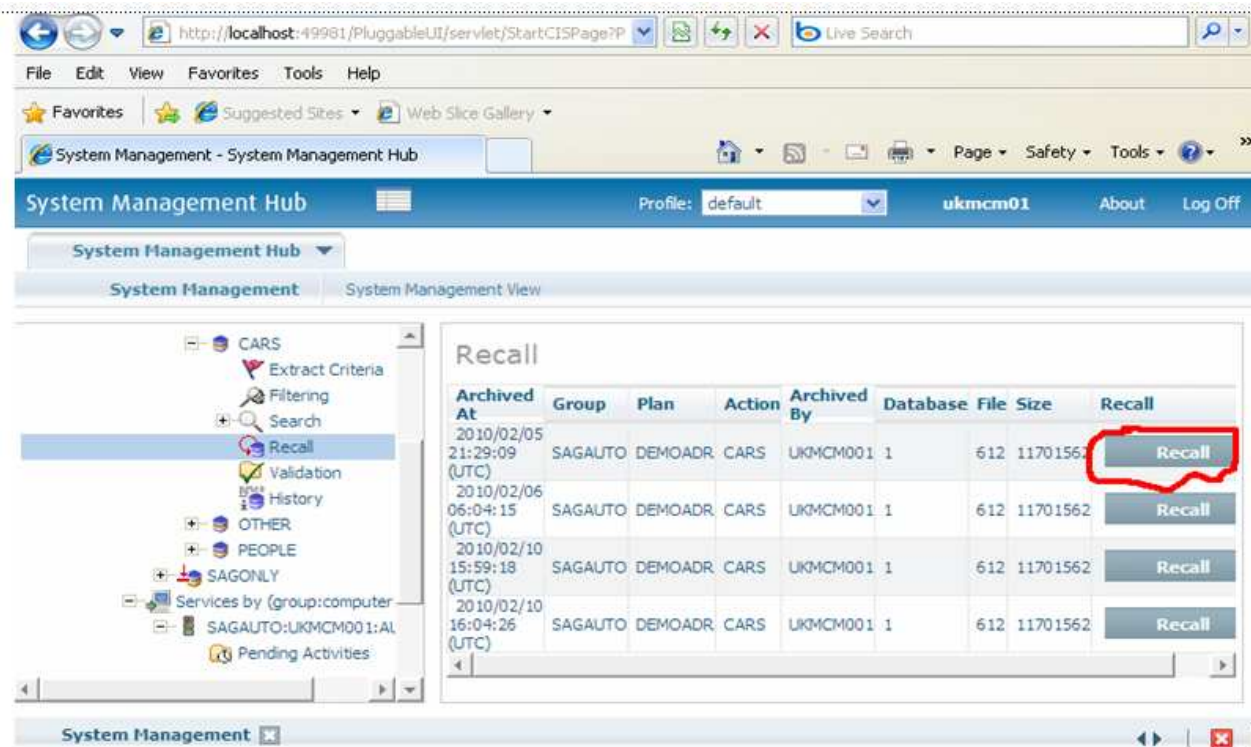 http://localhost:49981/PluggableUI/servlet/StartCISPage?P
Live Search
File Edit View Favorites Tools Help
Favorites Suggested Sites Web Slice Gallery
System Management - System Management Hub
Page Safety Tools »
System Management Hub Profile: default ukmcm01 About Log Off
System Management Hub
System Management System Management View
CARS
Extract Criteria
Filtering
Search
Recall
Validation
History
OTHER
PEOPLE
SAGONLY
Services by (group:computer
SAGAUTO:UKMCM001:AU
Pending Activities
Recall
Archived At Group Plan Action Archived By Database File Size Recall
2010/02/05 21:29:09 (UTC) SAGAUTO DEMOADR CARS UKMCM001 1 612 11701562 Recall
2010/02/06 06:04:15 (UTC) SAGAUTO DEMOADR CARS UKMCM001 1 612 11701562 Recall
2010/02/10 15:59:18 (UTC) SAGAUTO DEMOADR CARS UKMCM001 1 612 11701562 Recall
2010/02/10 16:04:26 (UTC) SAGAUTO DEMOADR CARS UKMCM001 1 612 11701562 Recall
System Management